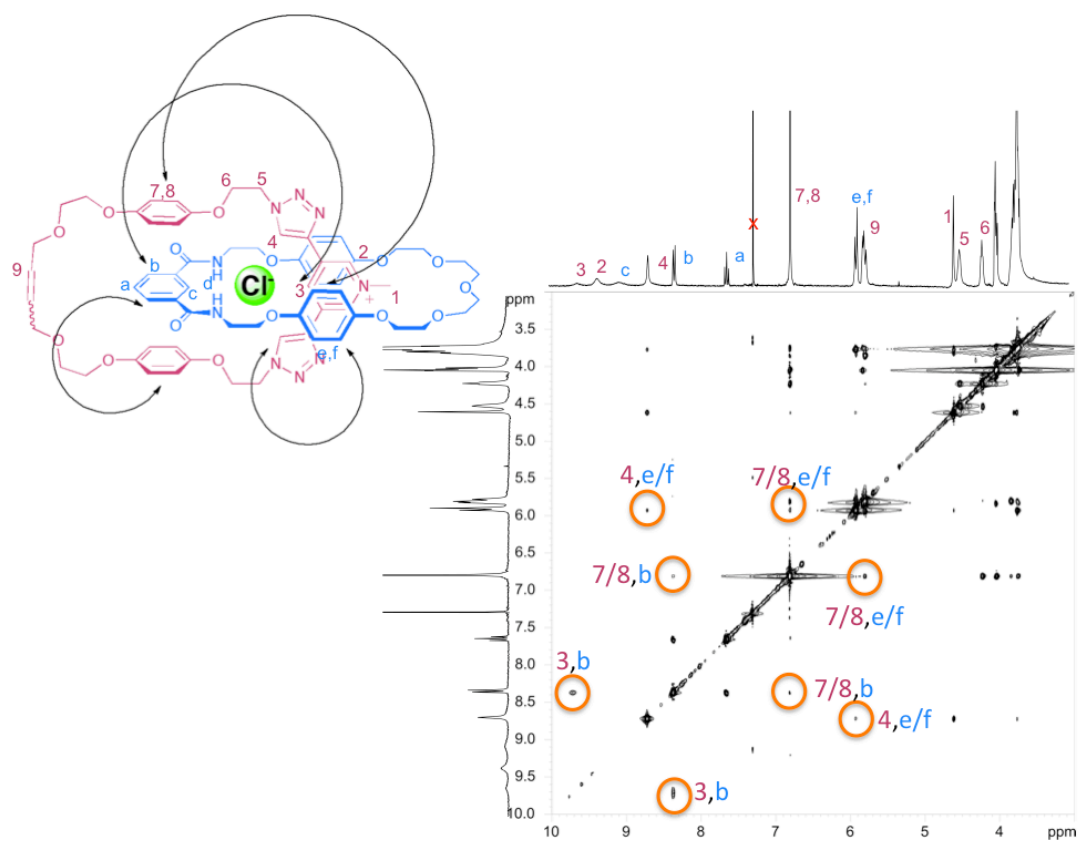 7,8
6
5
O
O
O
N
N
N
4
O
9
O
b
N
H
O
2
O
O
a
c
d
Cl-
3
N
+
1
O
O
O
H
N
O
O
O
O
e,f
O
O
O
N
N
N
3
2
c
4
b
a
x
7,8
e,f
9
1
5
6
ppm
3.5
4.0
4.5
5.0
5.5
6.0
6.5
7.0
7.5
8.0
8.5
9.0
9.5
10.0
4,e/f
7/8,e/f
7/8,b
7/8,e/f
3,b
7/8,b
4,e/f
3,b
10
9
8
7
6
5
4
ppm